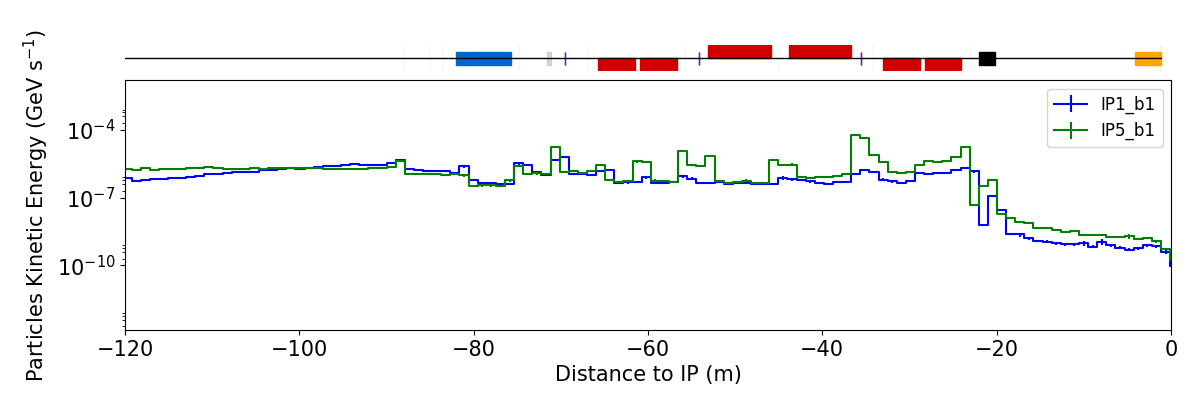 Particles Kinetic Energy (GeV s⁻¹)
10⁻⁴
10⁻⁷
10⁻¹⁰
IP1_b1
IP5_b1
−120
−100
−80
−60
−40
−20
0
Distance to IP (m)